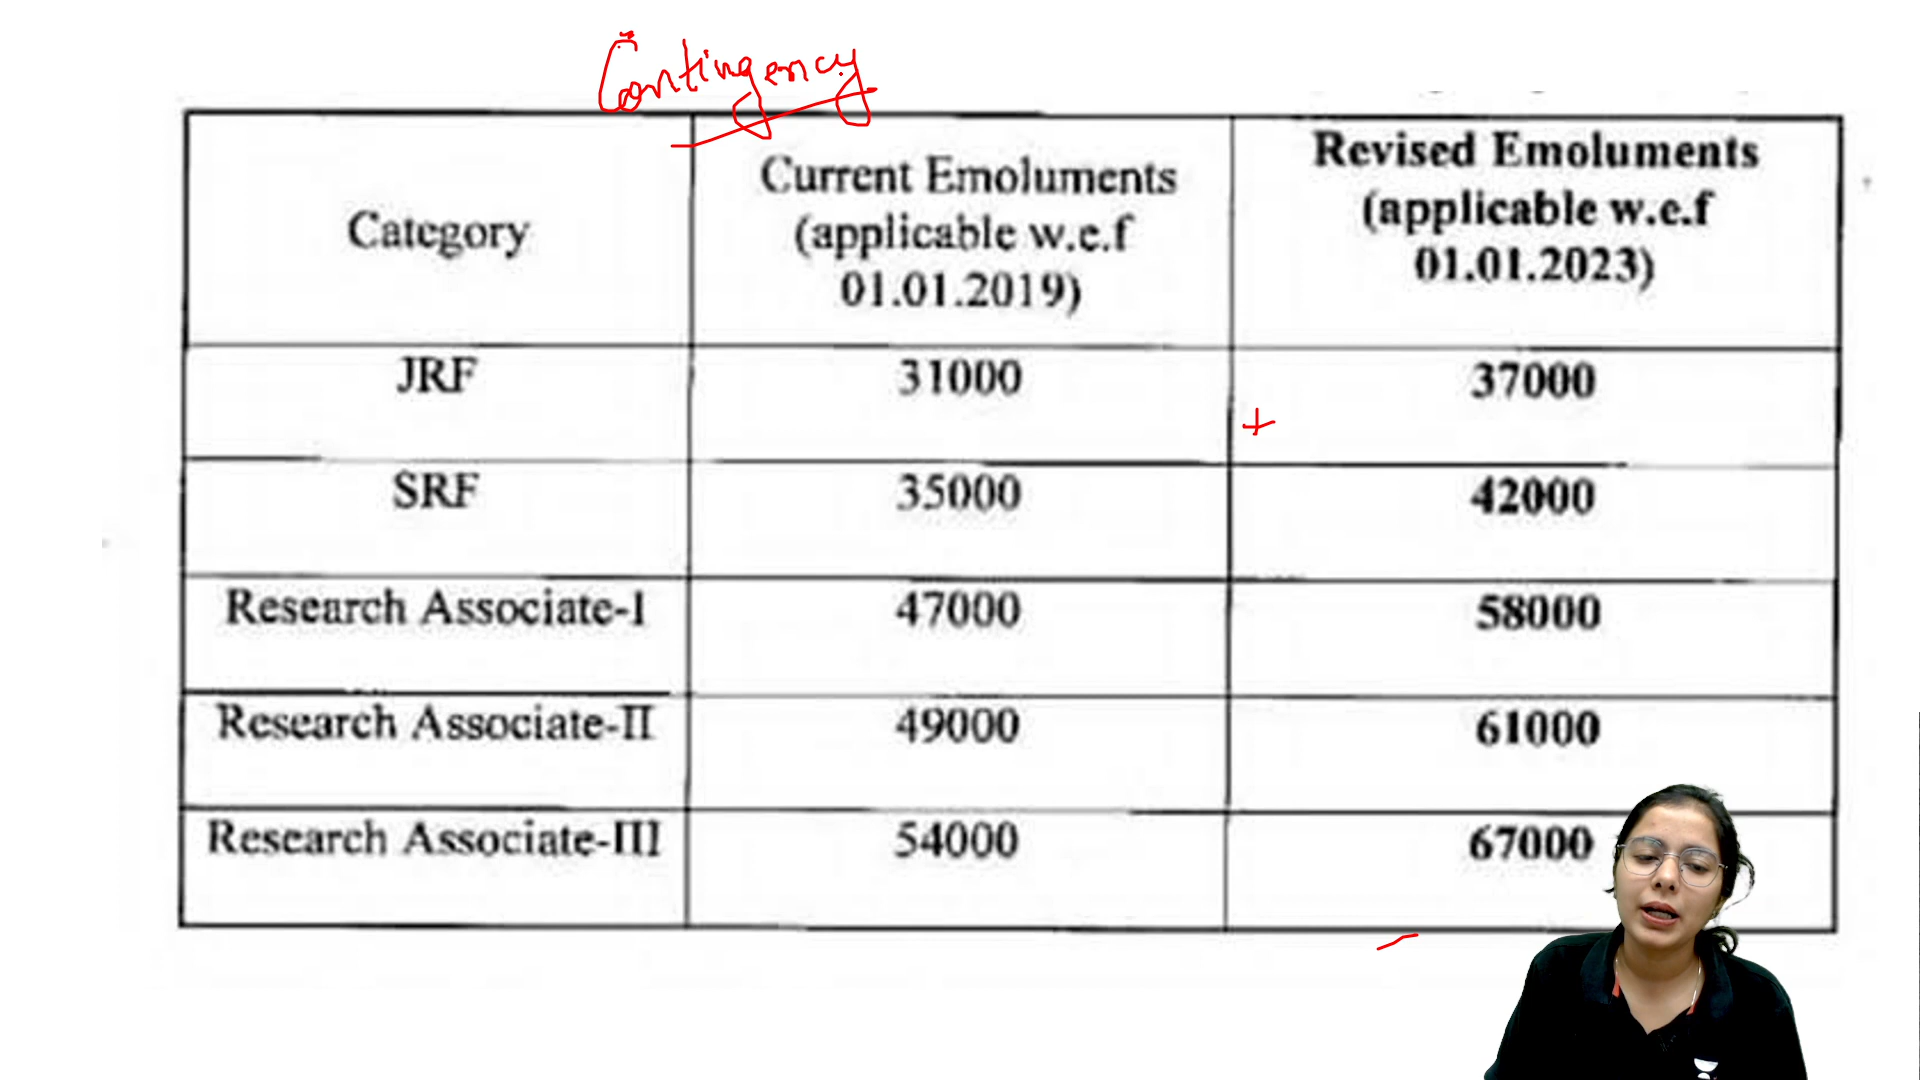 Contingency
Category
Current Emoluments
(applicable w.e.f
01.01.2019)
Revised Emoluments
(applicable w.e.f
01.01.2023)
JRF 31000 37000
+
SRF 35000 42000
Research Associate-I 47000 58000
Research Associate-II 49000 61000
Research Associate-III 54000 67000